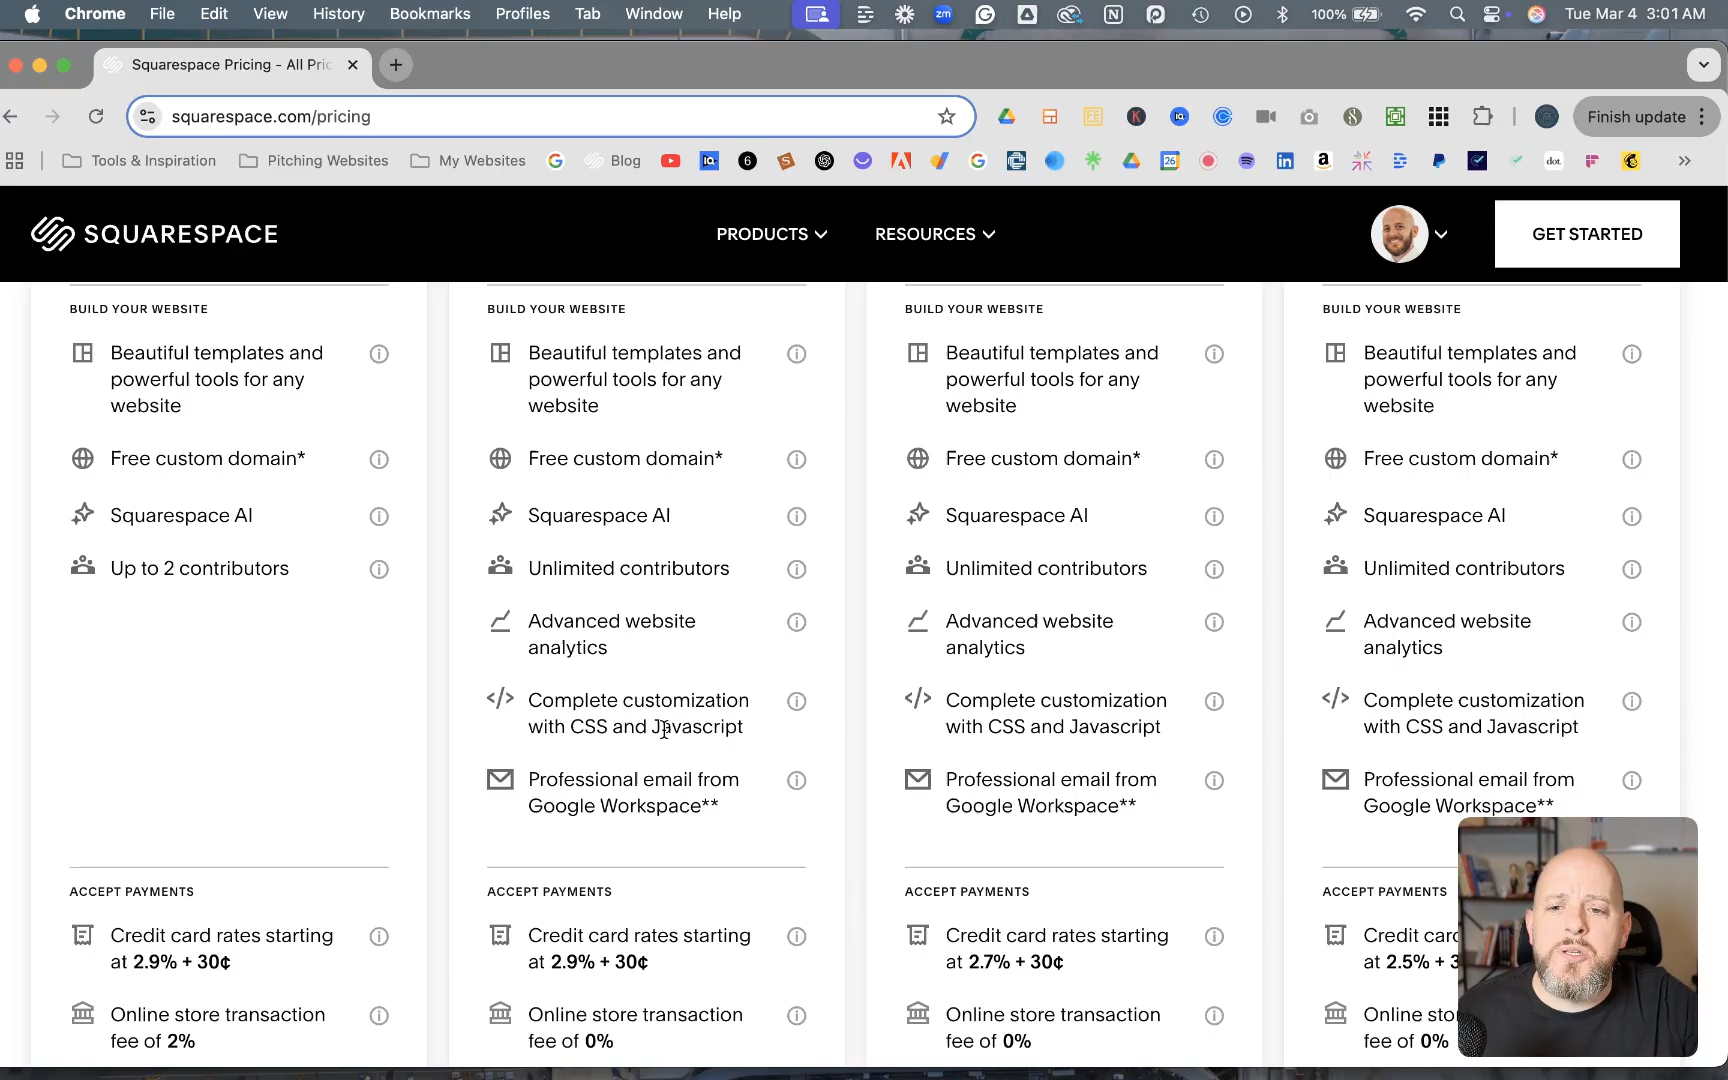 Chrome File Edit View History Bookmarks Profiles Tab Window Help zm 100% Tue Mar 4 3:01 AM
Squarespace Pricing - All Pric
squarespace.com/pricing
Finish update
Tools & Inspiration Pitching Websites My Websites Blog
SQUARESPACE
PRODUCTS RESOURCES
GET STARTED
BUILD YOUR WEBSITE
Beautiful templates and
powerful tools for any
website
Free custom domain*
Squarespace AI
Up to 2 contributors
ACCEPT PAYMENTS
Credit card rates starting
at 2.9% + 30¢
Online store transaction
fee of 2%
BUILD YOUR WEBSITE
Beautiful templates and
powerful tools for any
website
Free custom domain*
Squarespace AI
Unlimited contributors
Advanced website
analytics
Complete customization
with CSS and Javascript
Professional email from
Google Workspace**
ACCEPT PAYMENTS
Credit card rates starting
at 2.9% + 30¢
Online store transaction
fee of 0%
BUILD YOUR WEBSITE
Beautiful templates and
powerful tools for any
website
Free custom domain*
Squarespace AI
Unlimited contributors
Advanced website
analytics
Complete customization
with CSS and Javascript
Professional email from
Google Workspace**
ACCEPT PAYMENTS
Credit card rates starting
at 2.7% + 30¢
Online store transaction
fee of 0%
BUILD YOUR WEBSITE
Beautiful templates and
powerful tools for any
website
Free custom domain*
Squarespace AI
Unlimited contributors
Advanced website
analytics
Complete customization
with CSS and Javascript
Professional email from
Google Workspace**
ACCEPT PAYMENTS
Credit card
at 2.5% + 3
Online sto
fee of 0%